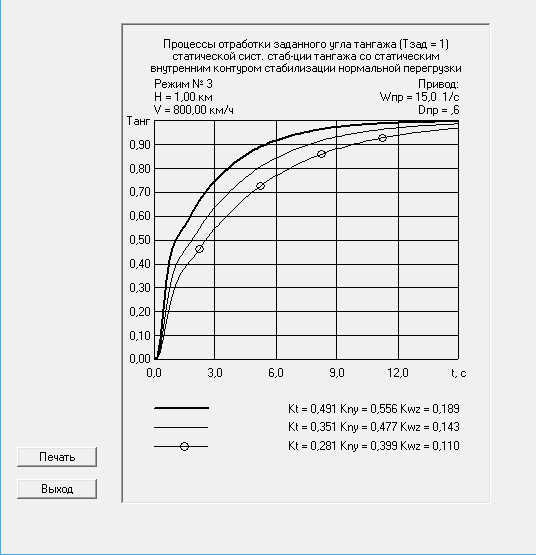 Процессы отработки заданного угла тангажа (Тзад = 1)
статической сист. стаб-ции тангажа со статическим
внутренним контуром стабилизации нормальной перегрузки
Режим № 3 Привод:
H = 1,00 км Wпр = 15,0 1/с
V = 800,00 км/ч Dпр = ,6
Танг
0,90
0,80
0,70
0,60
0,50
0,40
0,30
0,20
0,10
0,00
0,0 3,0 6,0 9,0 12,0 t, с
Kt = 0,491 Kny = 0,556 Kwz = 0,189
Kt = 0,351 Kny = 0,477 Kwz = 0,143
Kt = 0,281 Kny = 0,399 Kwz = 0,110
Печать
Выход